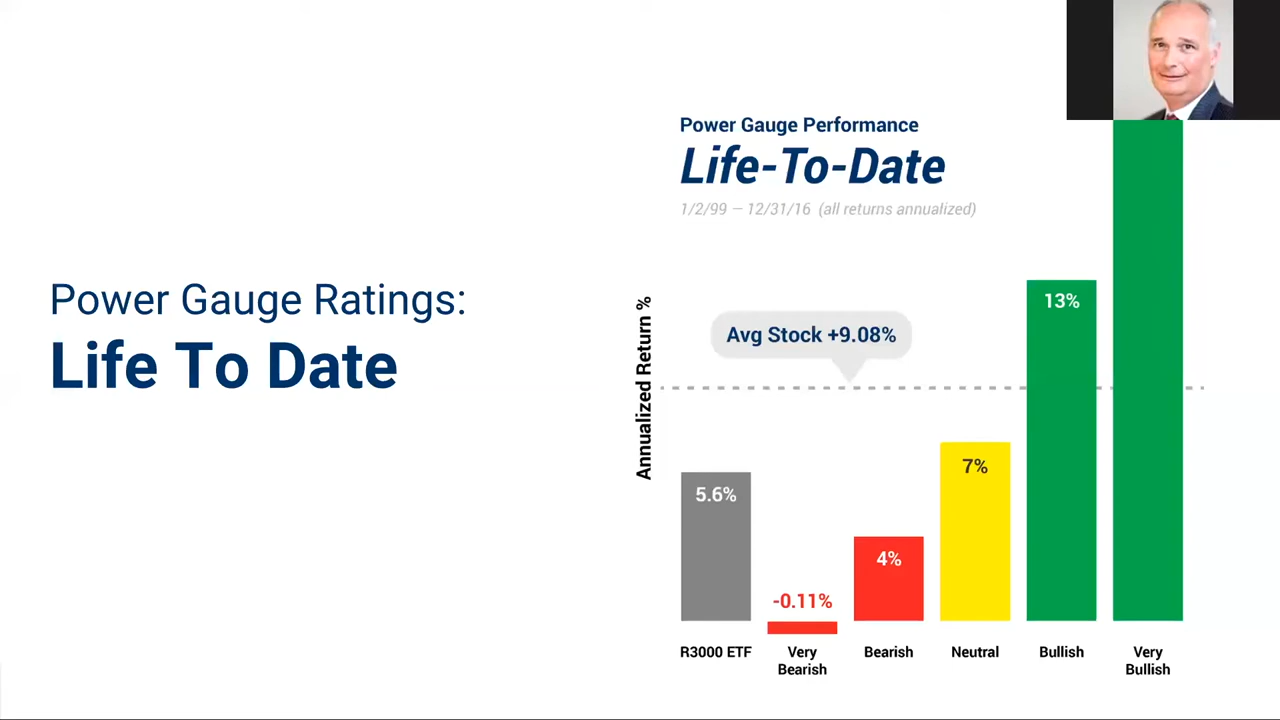 Power Gauge Ratings:
Life To Date
Power Gauge Performance
Life-To-Date
1/2/99 – 12/31/16 (all returns annualized)
Annualized Return %
Avg Stock +9.08%
5.6%
-0.11%
4%
7%
13%
R3000 ETF
Very
Bearish
Bearish
Neutral
Bullish
Very
Bullish